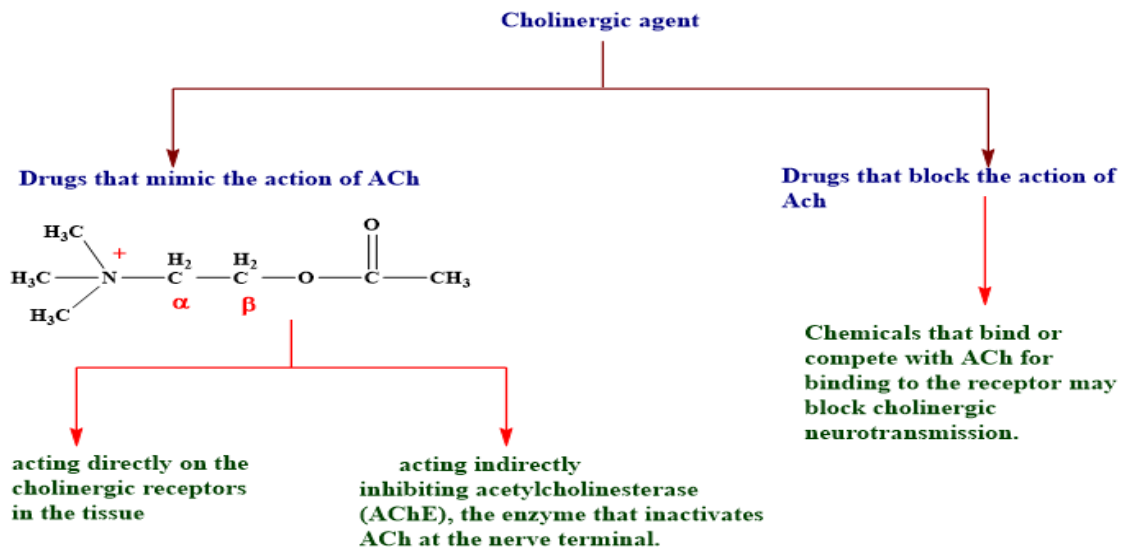 Cholinergic agent
Drugs that mimic the action of ACh
Drugs that block the action of
Ach
O
H₃C
+
H₂
H₂
H₃C N C C O C CH₃
α
β
H₃C
Chemicals that bind or
compete with ACh for
binding to the receptor may
block cholinergic
neurotransmission.
acting directly on the
cholinergic receptors
in the tissue
acting indirectly
inhibiting acetylcholinesterase
(AChE), the enzyme that inactivates
ACh at the nerve terminal.